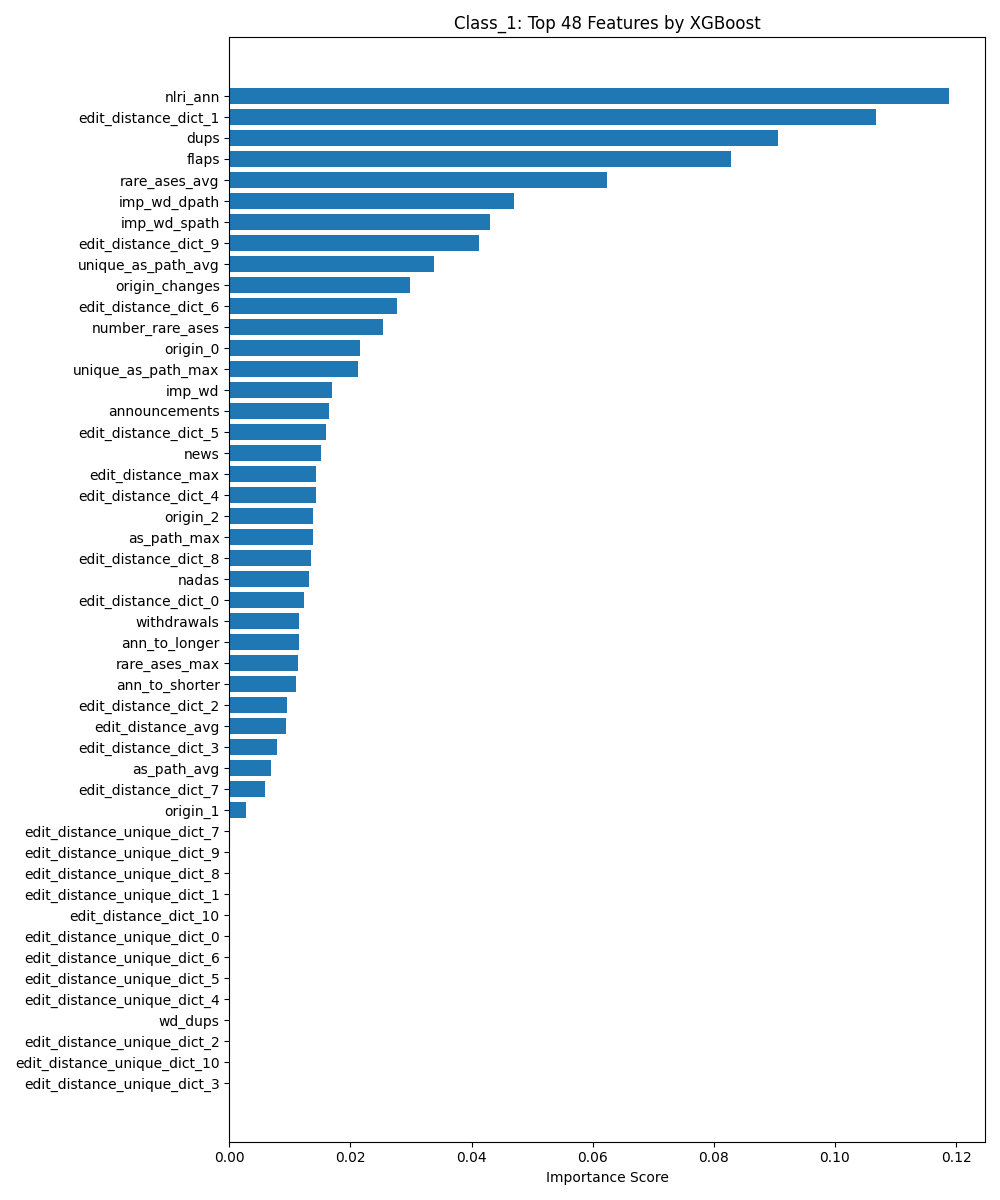 Class_1: Top 48 Features by XGBoost
nlri_ann
edit_distance_dict_1
dups
flaps
rare_ases_avg
imp_wd_dpath
imp_wd_spath
edit_distance_dict_9
unique_as_path_avg
origin_changes
edit_distance_dict_6
number_rare_ases
origin_0
unique_as_path_max
imp_wd
announcements
edit_distance_dict_5
news
edit_distance_max
edit_distance_dict_4
origin_2
as_path_max
edit_distance_dict_8
nadas
edit_distance_dict_0
withdrawals
ann_to_longer
rare_ases_max
ann_to_shorter
edit_distance_dict_2
edit_distance_avg
edit_distance_dict_3
as_path_avg
edit_distance_dict_7
origin_1
edit_distance_unique_dict_7
edit_distance_unique_dict_9
edit_distance_unique_dict_8
edit_distance_unique_dict_1
edit_distance_dict_10
edit_distance_unique_dict_0
edit_distance_unique_dict_6
edit_distance_unique_dict_5
edit_distance_unique_dict_4
wd_dups
edit_distance_unique_dict_2
edit_distance_unique_dict_10
edit_distance_unique_dict_3
0.00 0.02 0.04 0.06 0.08 0.10 0.12
Importance Score